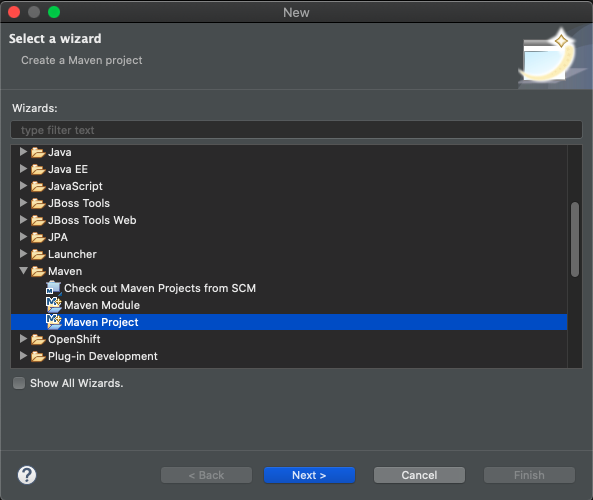 New
Select a wizard
Create a Maven project
Wizards:
type filter text
Java
Java EE
JavaScript
JBoss Tools
JBoss Tools Web
JPA
Launcher
Maven
Check out Maven Projects from SCM
Maven Module
Maven Project
OpenShift
Plug-in Development
Show All Wizards.
? < Back Next > Cancel Finish